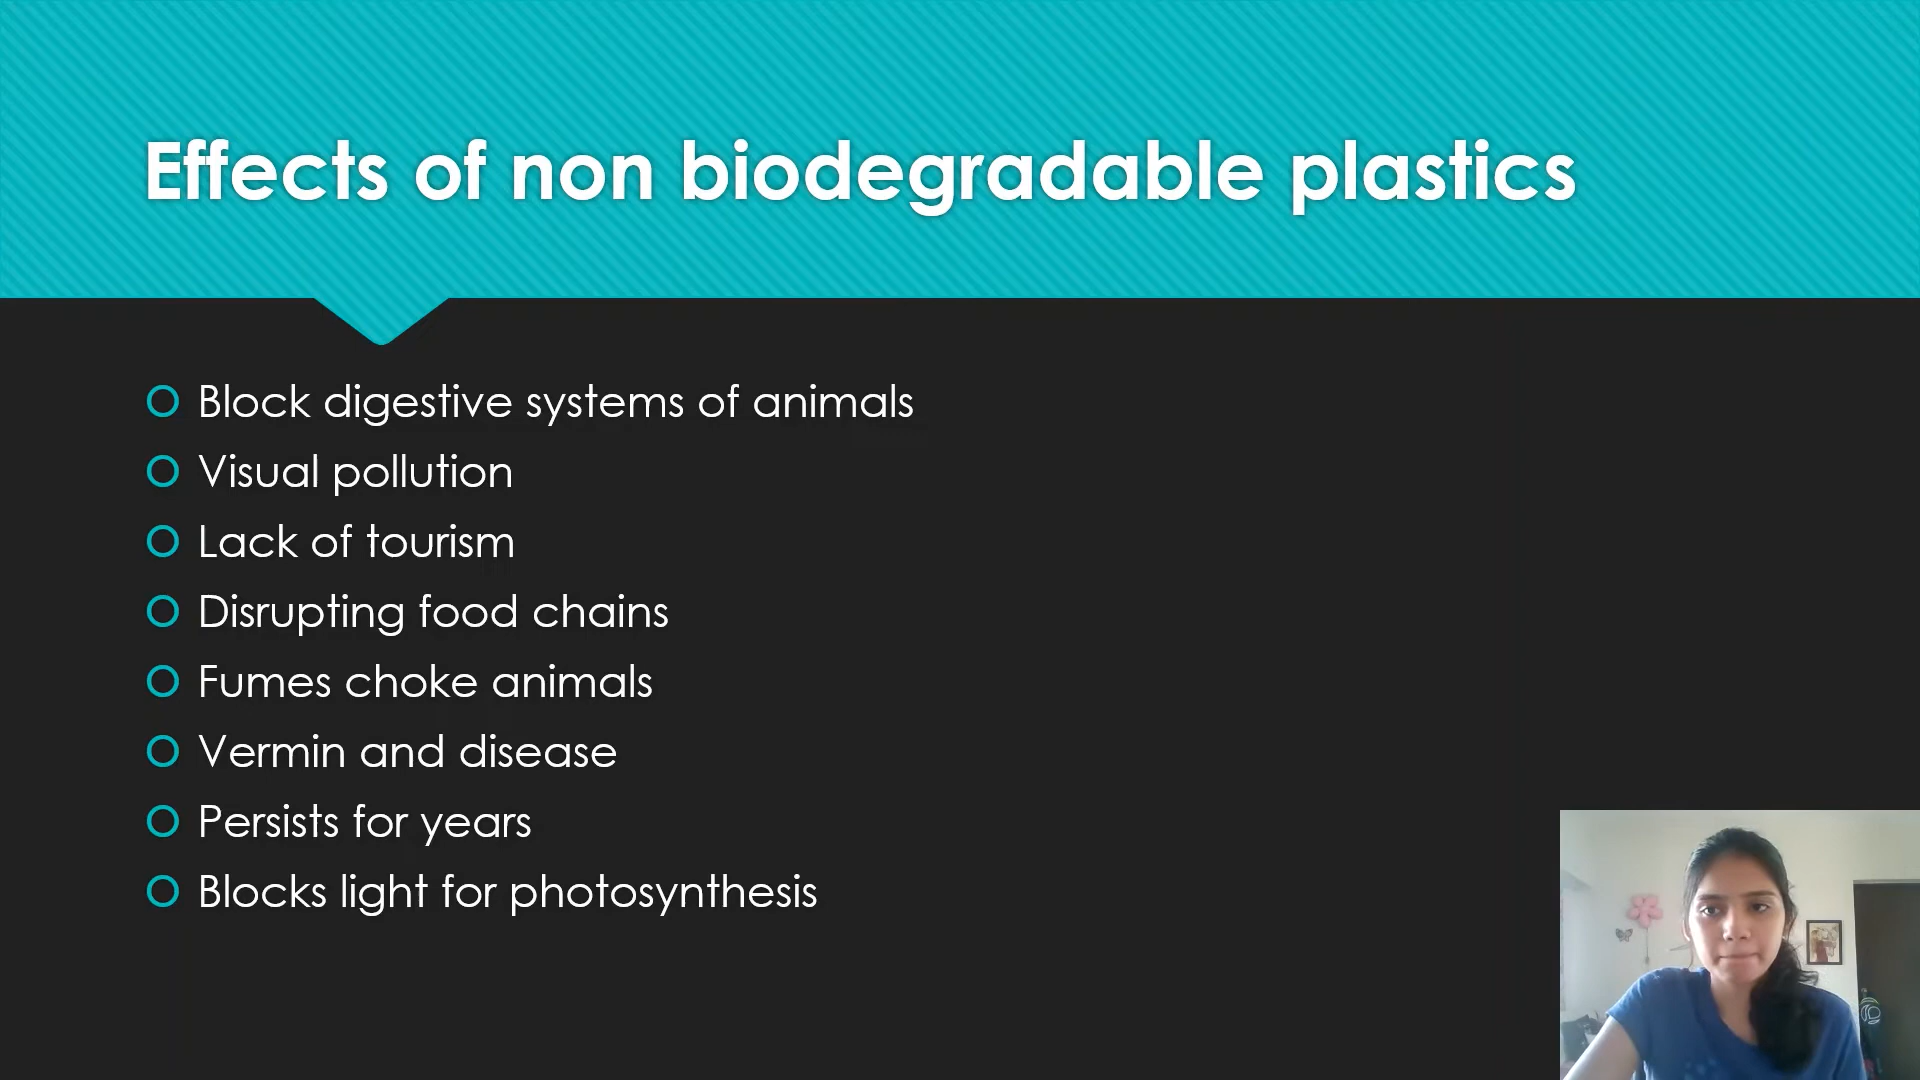 Effects of non biodegradable plastics
Block digestive systems of animals
Visual pollution
Lack of tourism
Disrupting food chains
Fumes choke animals
Vermin and disease
Persists for years
Blocks light for photosynthesis